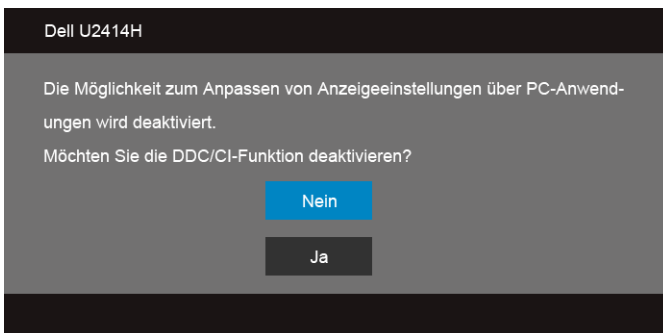 Dell U2414H
Die Möglichkeit zum Anpassen von Anzeigeeinstellungen über PC-Anwend-
ungen wird deaktiviert.
Möchten Sie die DDC/CI-Funktion deaktivieren?
Nein
Ja